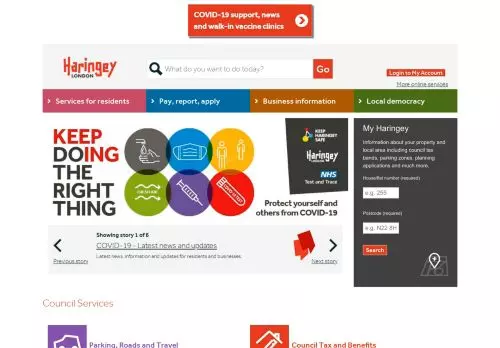 COVID-19 support, news
and walk-in vaccine clinics
Haringey
LONDON
What do you want to do today?
Go
Login to My Account
More online services
Services for residents
Pay, report, apply
Business information
Local democracy
KEEP
DOING
THE
RIGHT
THING
KEEP
HARINGEY
SAFE
Haringey
LONDON
NHS
Test and Trace
Protect yourself and
others from COVID-19
My Haringey
Information about your property
and local area including council tax
bands, parking zones, planning
applications and much more.
House/flat number (required)
e.g. 255
Postcode (required)
e.g. N22 8H
Search
Showing story 1 of 6
COVID-19 - Latest news and updates
Latest news, information and updates for residents and businesses.
Previous story
Next story
Council Services
Parking, Roads and Travel
Council Tax and Benefits